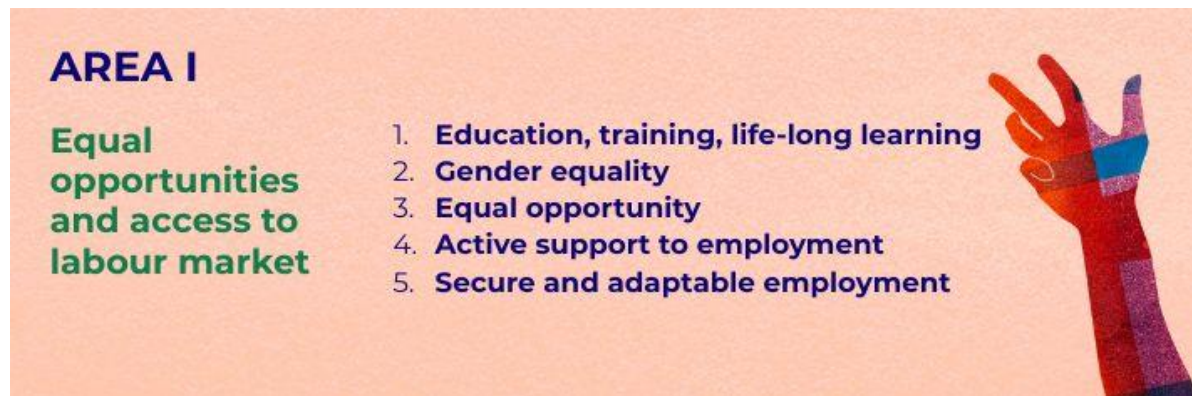 AREA I
Equal
opportunities
and access to
labour market
1. Education, training, life-long learning
2. Gender equality
3. Equal opportunity
4. Active support to employment
5. Secure and adaptable employment